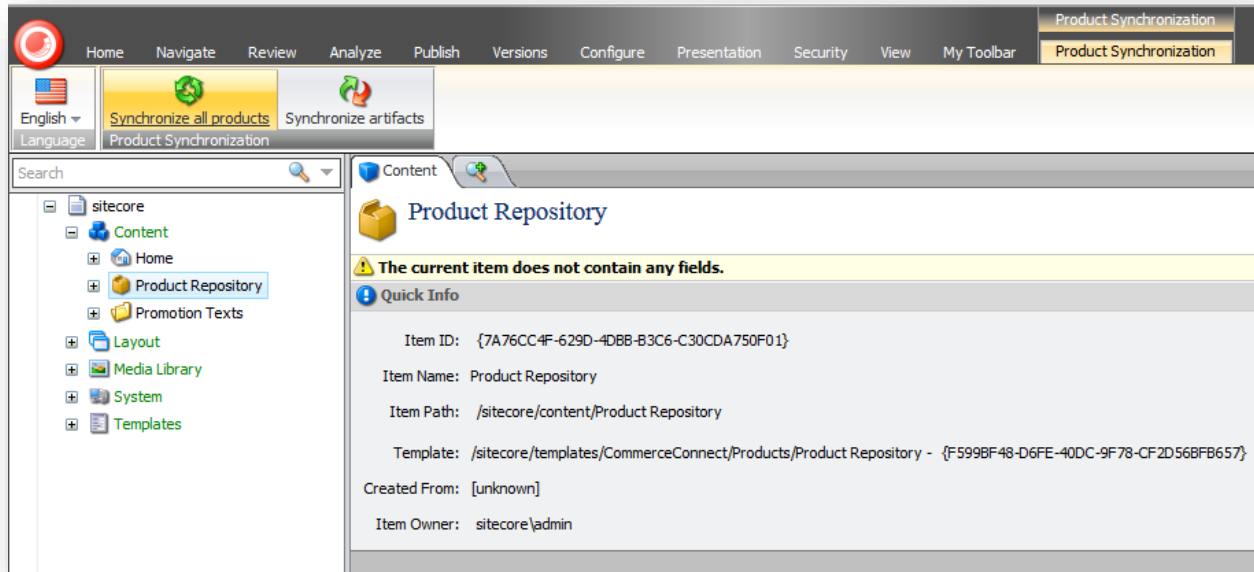 Product Synchronization
Home Navigate Review Analyze Publish Versions Configure Presentation Security View My Toolbar Product Synchronization
English Synchronize all products Synchronize artifacts
Language Product Synchronization
Search
Content
sitecore
Content
Home
Product Repository
Promotion Texts
Layout
Media Library
System
Templates
Product Repository
The current item does not contain any fields.
Quick Info
Item ID: {7A76CC4F-629D-4DBB-B3C6-C30CDA750F01}
Item Name: Product Repository
Item Path: /sitecore/content/Product Repository
Template: /sitecore/templates/CommerceConnect/Products/Product Repository - {F599BF48-D6FE-40DC-9F78-CF2D56BFB657}
Created From: [unknown]
Item Owner: sitecore\admin